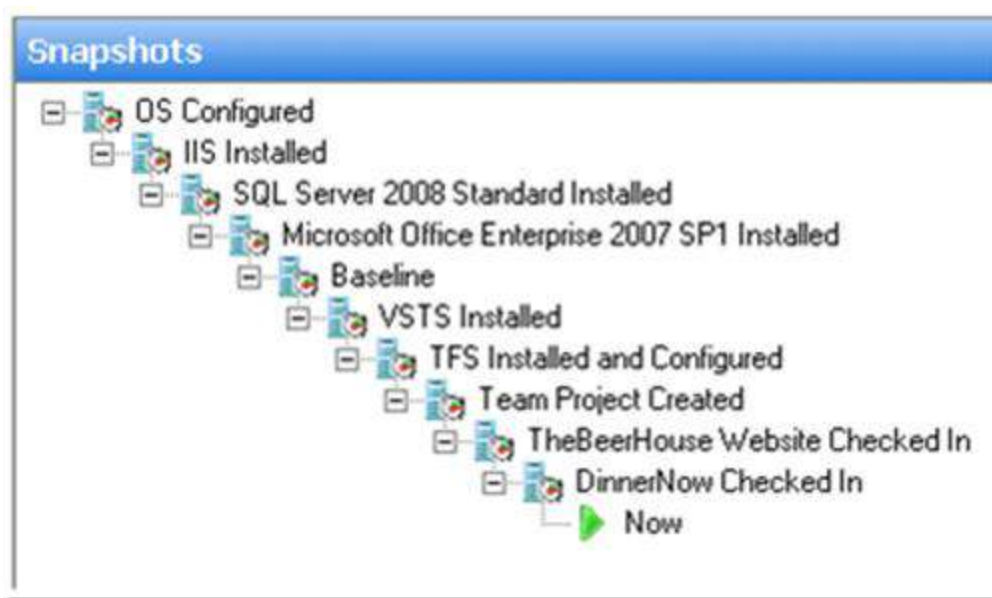 Snapshots
OS Configured
IIS Installed
SQL Server 2008 Standard Installed
Microsoft Office Enterprise 2007 SP1 Installed
Baseline
VSTS Installed
TFS Installed and Configured
Team Project Created
TheBeerHouse Website Checked In
DinnerNow Checked In
Now